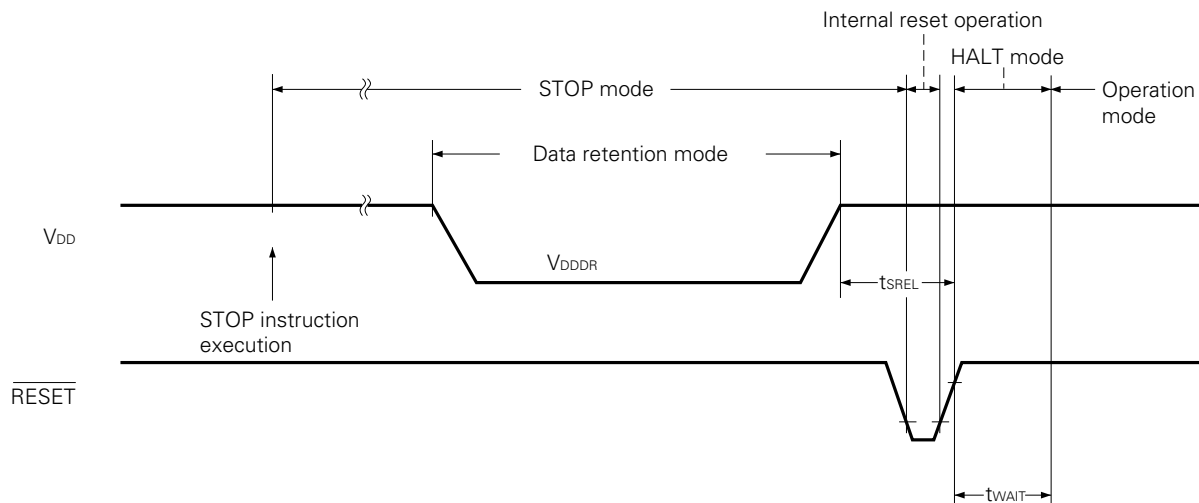 Internal reset operation
HALT mode
STOP mode
Operation
mode
Data retention mode
VDD
VDDDR
tSREL
STOP instruction
execution
RESET
tWAIT